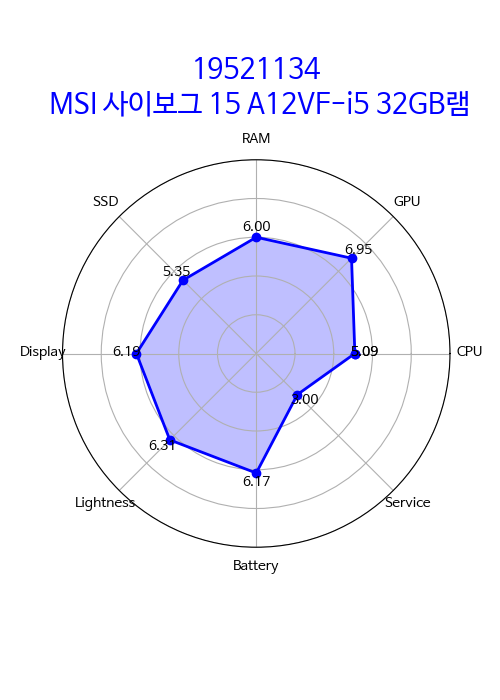 19521134
MSI 사이보그 15 A12VF-i5 32GB램
RAM
SSD
GPU
6.00
6.95
5.35
Display
6.19
5.09
CPU
3.00
6.31
6.17
Lightness
Service
Battery